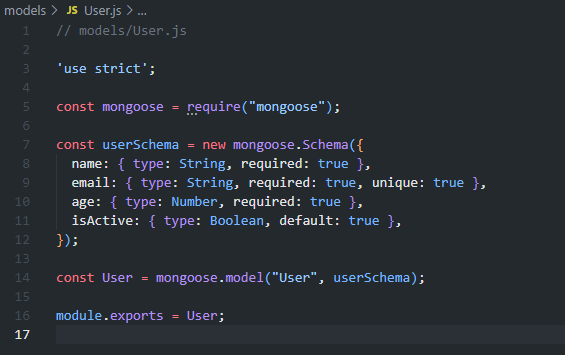 models > JS User.js > ...
1 // models/User.js
2
3 'use strict';
4
5 const mongoose = require("mongoose");
6
7 const userSchema = new mongoose.Schema({
8   name: { type: String, required: true },
9   email: { type: String, required: true, unique: true },
10   age: { type: Number, required: true },
11   isActive: { type: Boolean, default: true },
12 });
13
14 const User = mongoose.model("User", userSchema);
15
16 module.exports = User;
17